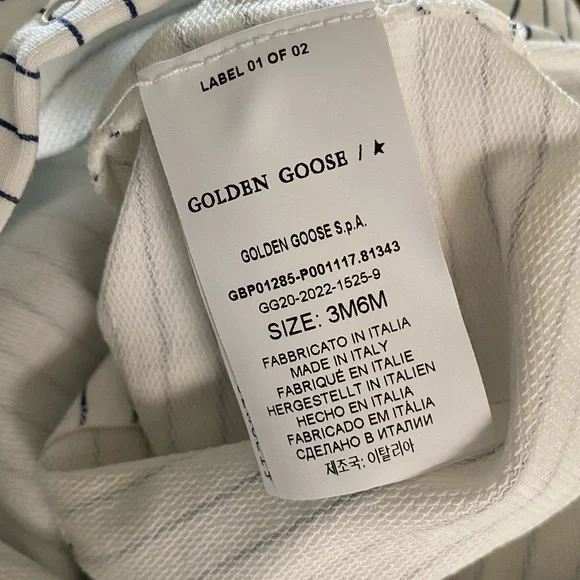 LABEL 01 OF 02
GOLDEN GOOSE / ★
GOLDEN GOOSE S.p.A.
GBP01285-P001117.81343
GG20-2022-1525-9
SIZE: 3M6M
FABBRICATO IN ITALIA
MADE IN ITALY
FABRIQUÉ EN ITALIE
HERGESTELLT IN ITALIEN
HECHO EN ITALIA
FABRICADO EM ITÁLIA
СДЕЛАНО В ИТАЛИИ
제조국; 이탈리아